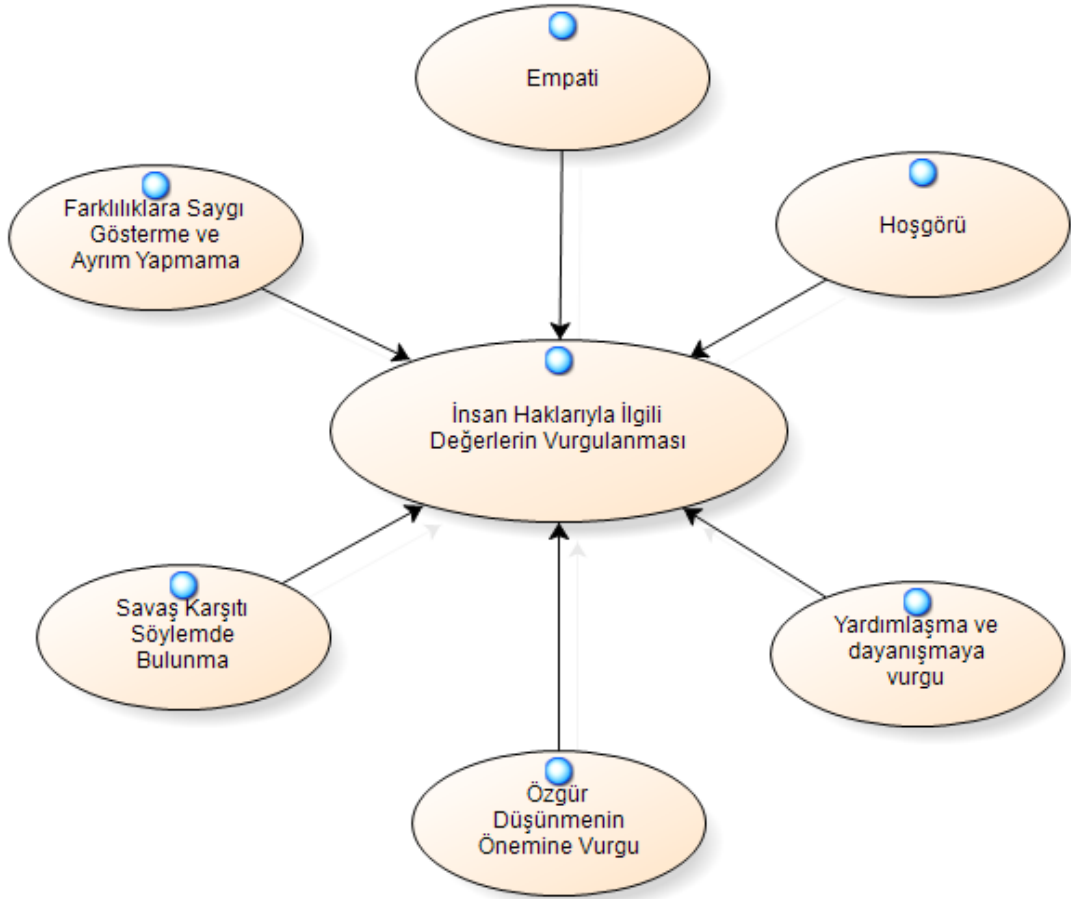 Empati
Farklılıklara Saygı
Gösterme ve
Ayrım Yapmama
Hoşgörü
İnsan Haklarıyla İlgili
Değerlerin Vurgulanması
Savaş Karşıtı
Söylemde
Bulunma
Yardımlaşma ve
dayanışmaya
vurgu
Özgür
Düşünmenin
Önemine Vurgu